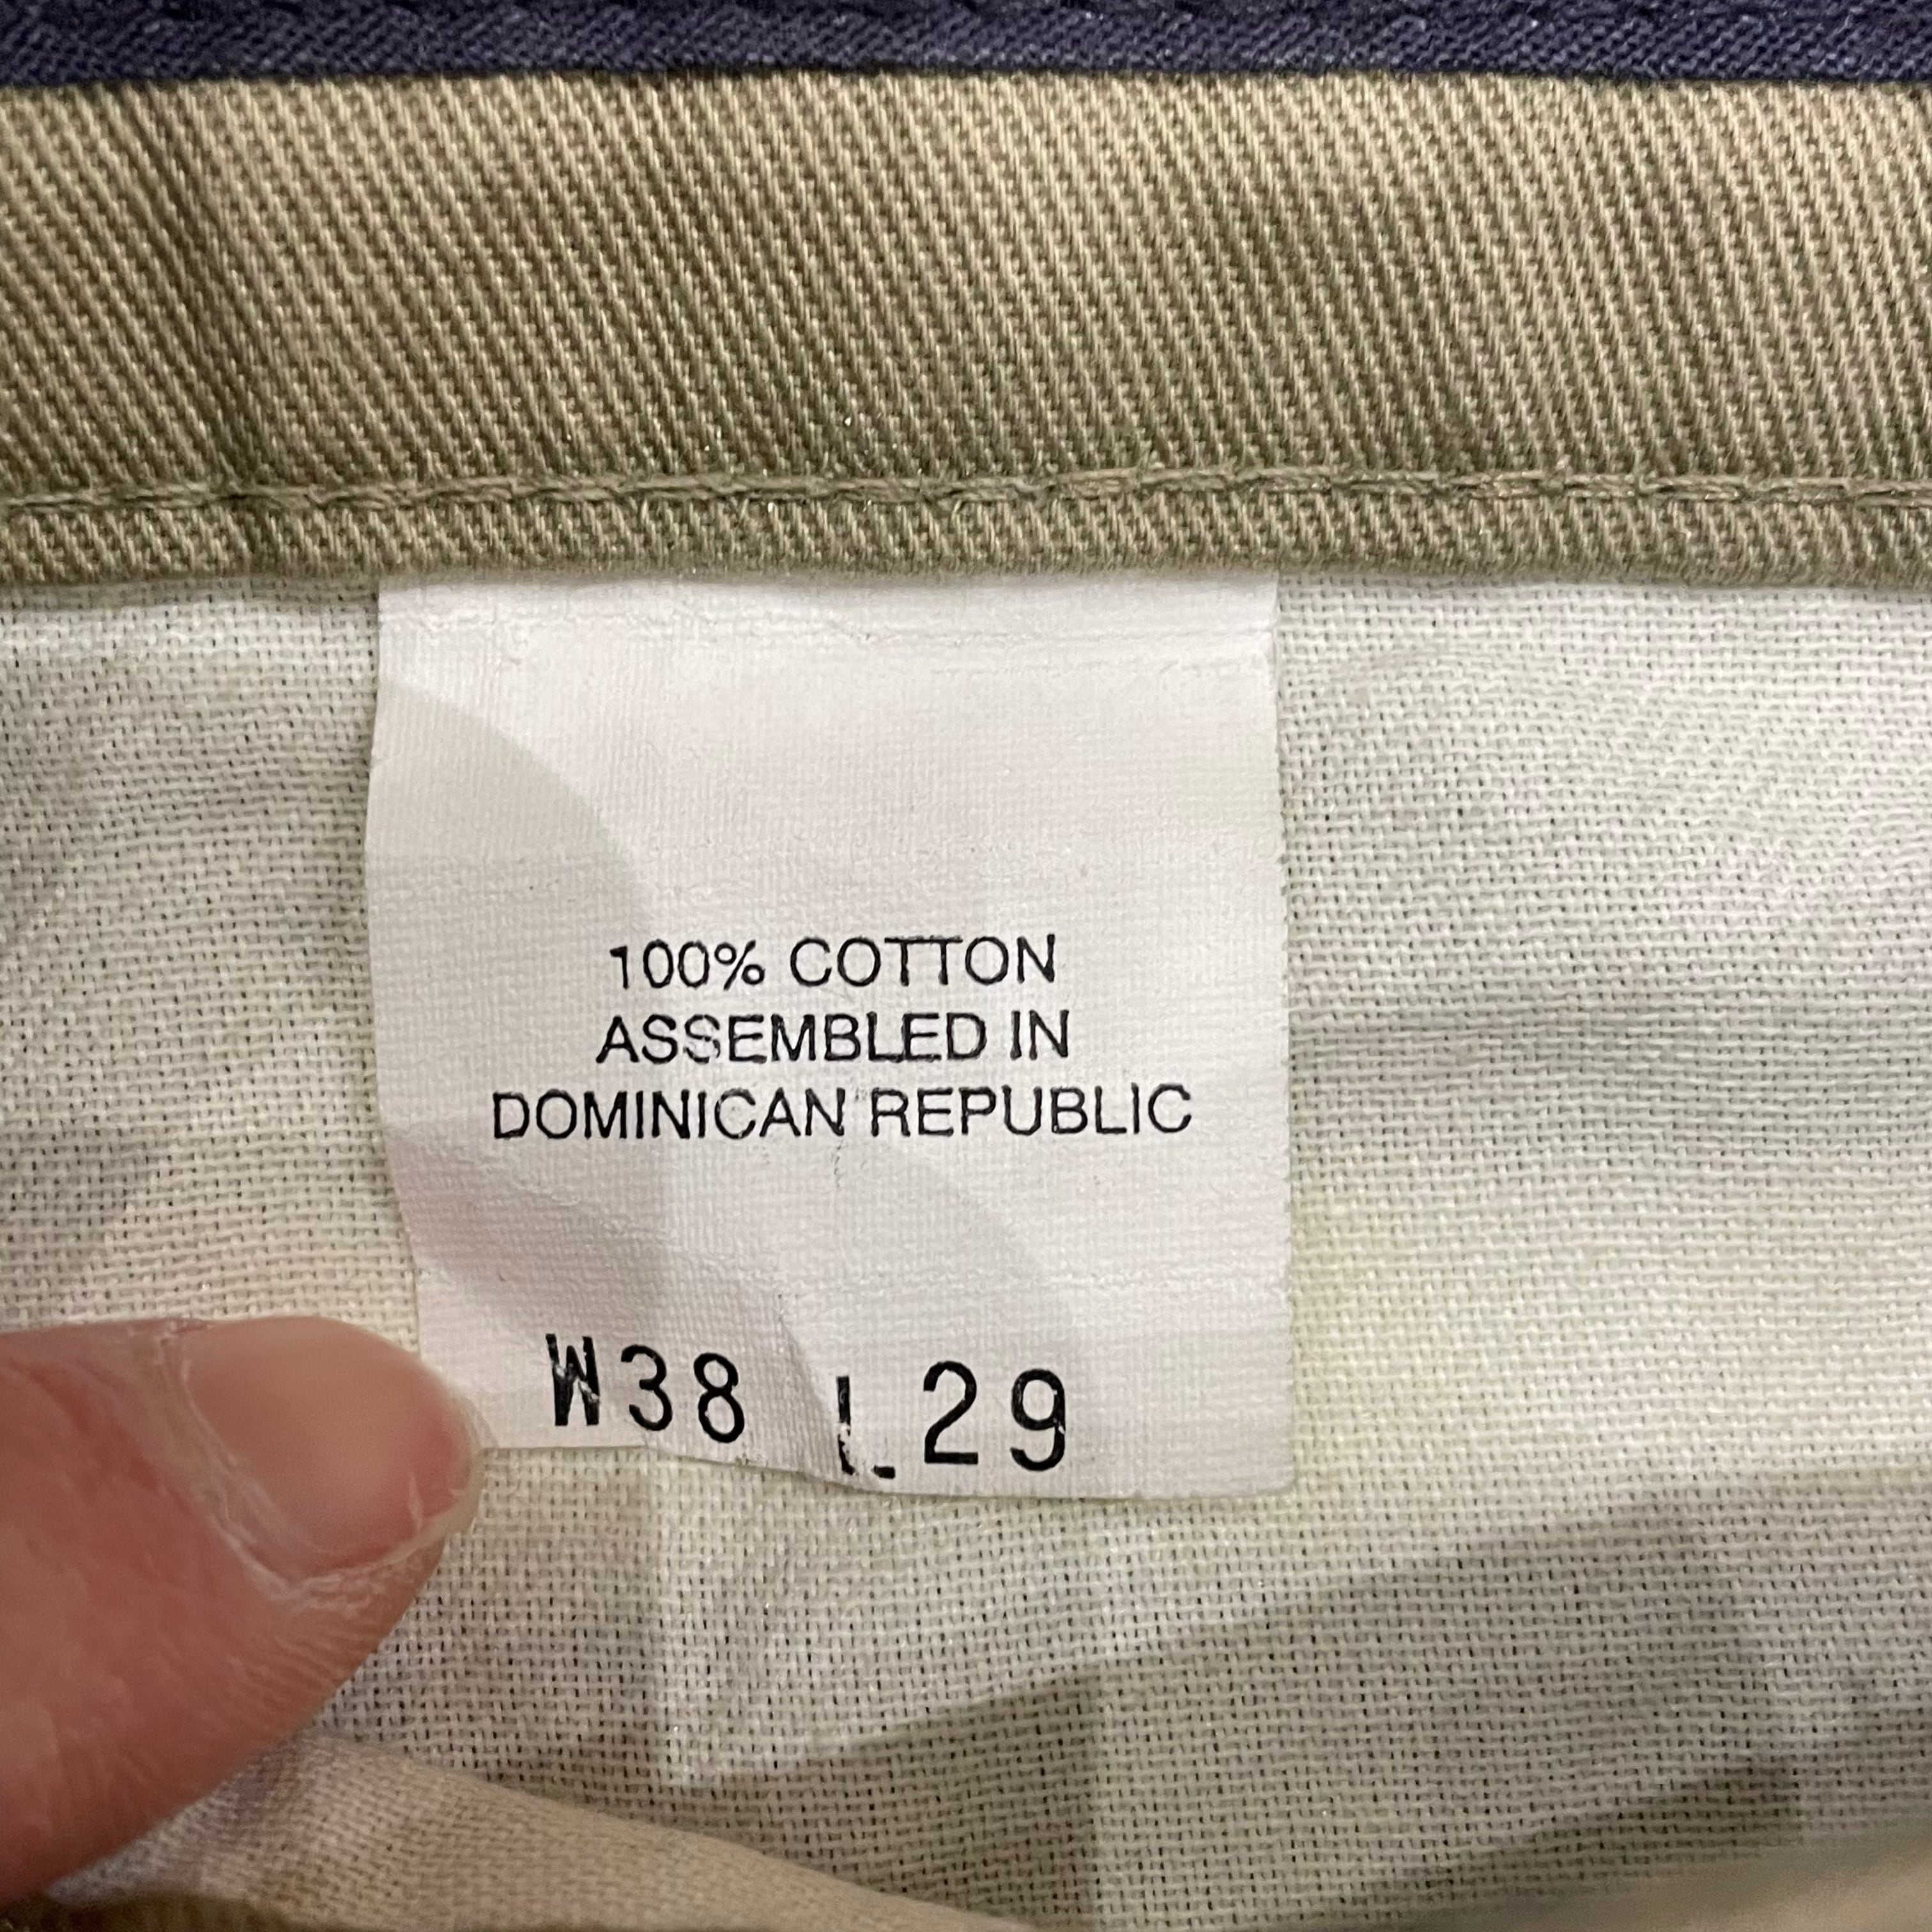 100% COTTON
ASSEMBLED IN
DOMINICAN REPUBLIC
W38 L29